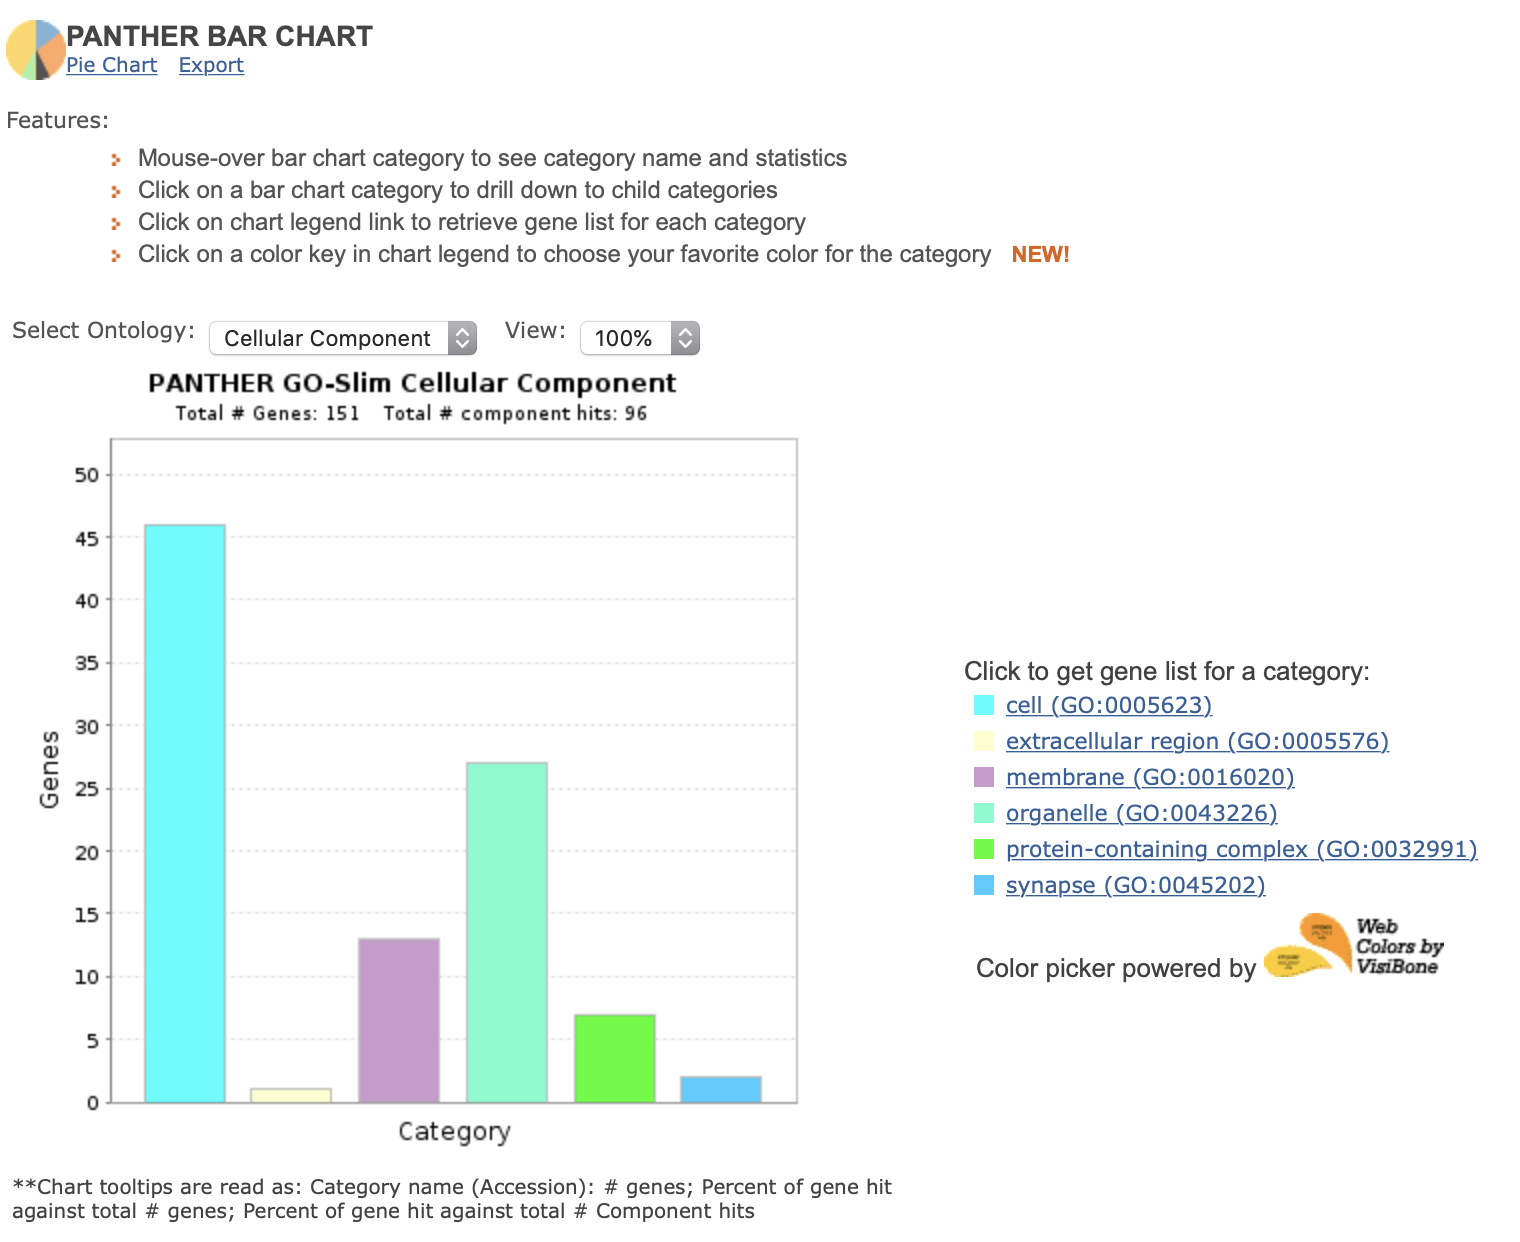 PANTHER BAR CHART
Pie Chart Export
Features:
Mouse-over bar chart category to see category name and statistics
Click on a bar chart category to drill down to child categories
Click on chart legend link to retrieve gene list for each category
Click on a color key in chart legend to choose your favorite color for the category NEW!
Select Ontology: Cellular Component View: 100%
PANTHER GO-Slim Cellular Component
Total # Genes: 151 Total # component hits: 96
50
45
40
35
30
25
20
15
10
5
0
Genes
Category
Click to get gene list for a category:
cell (GO:0005623)
extracellular region (GO:0005576)
membrane (GO:0016020)
organelle (GO:0043226)
protein-containing complex (GO:0032991)
synapse (GO:0045202)
Color picker powered by
Web
Colors by
VisiBone
**Chart tooltips are read as: Category name (Accession): # genes; Percent of gene hit
against total # genes; Percent of gene hit against total # Component hits